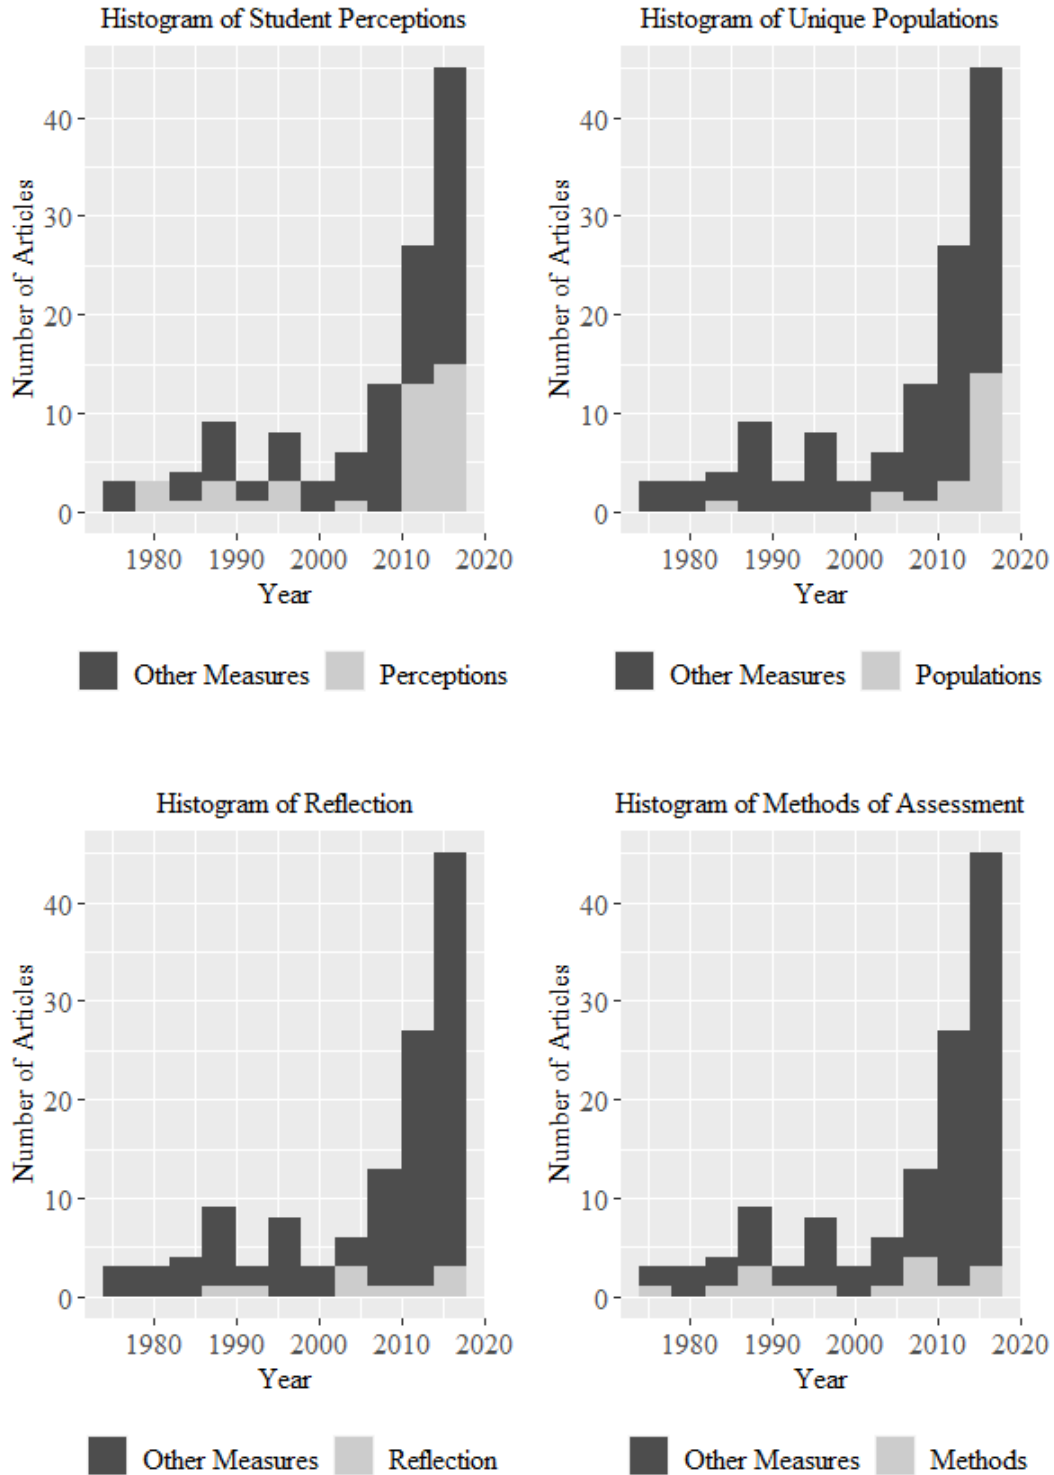 Histogram of Student Perceptions
Number of Articles
40
30
20
10
0
1980 1990 2000 2010 2020
Year
Other Measures Perceptions
Histogram of Unique Populations
Number of Articles
40
30
20
10
0
1980 1990 2000 2010 2020
Year
Other Measures Populations
Histogram of Reflection
Number of Articles
40
30
20
10
0
1980 1990 2000 2010 2020
Year
Other Measures Reflection
Histogram of Methods of Assessment
Number of Articles
40
30
20
10
0
1980 1990 2000 2010 2020
Year
Other Measures Methods